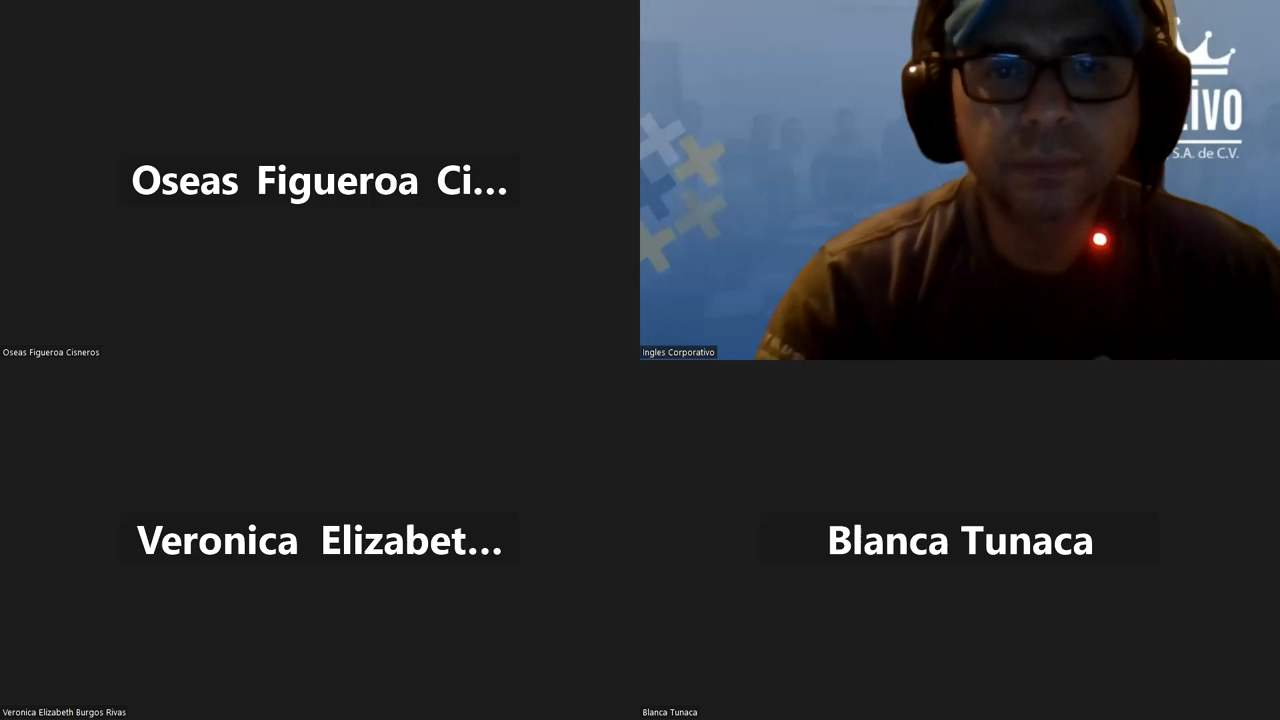 Oseas Figueroa Ci...
Oseas Figueroa Cisneros
S.A. de C.V.
Ingles Corporativo
Veronica Elizabet...
Veronica Elizabeth Burgos Rivas
Blanca Tunaca
Blanca Tunaca